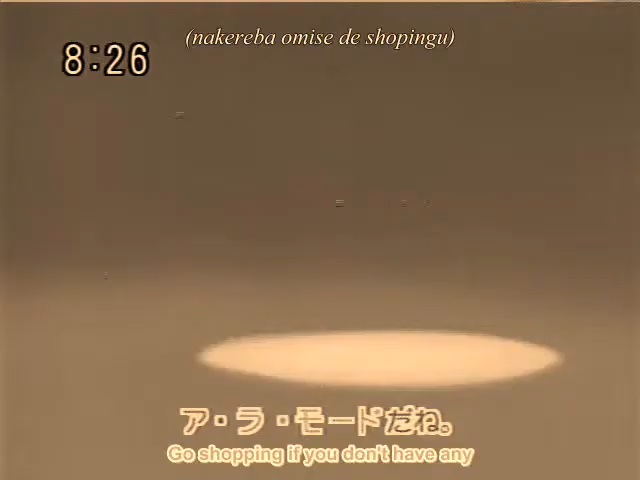 (nakereba omise de shopingu)
8:26
ア・ラ・モードだね。
Go shopping if you don't have any